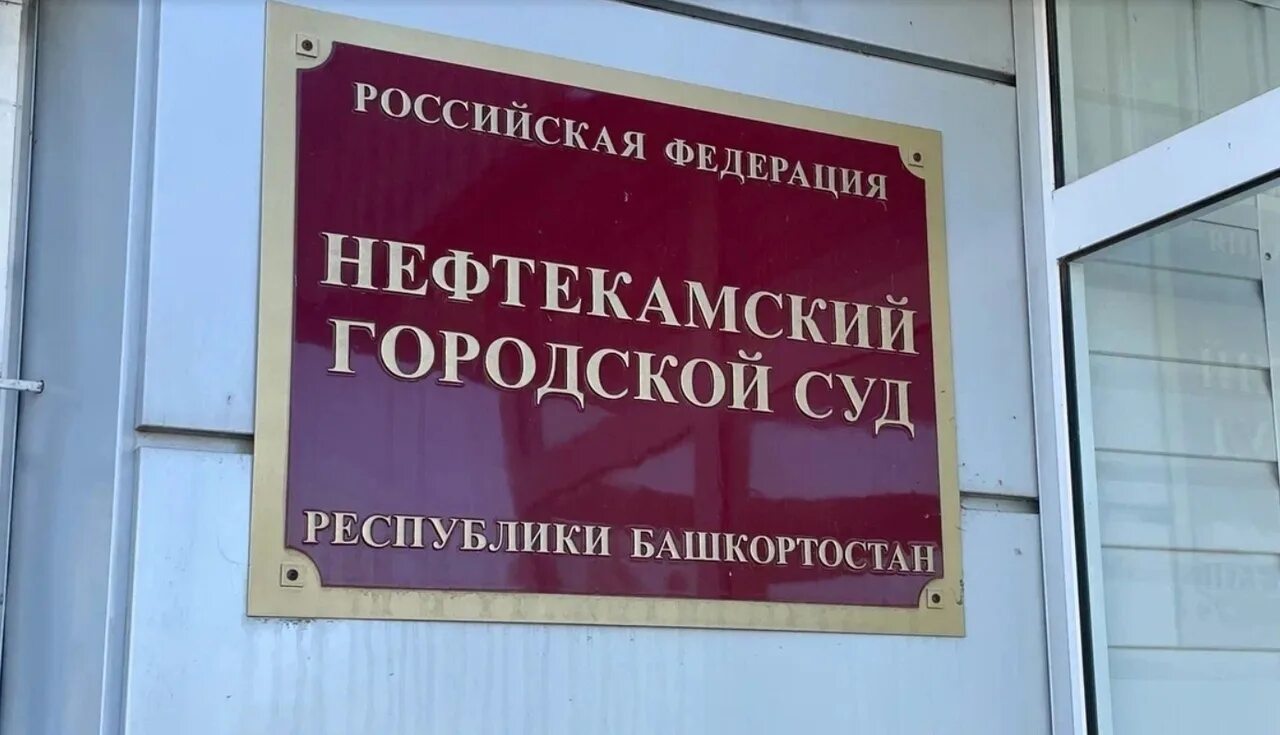 РОССИЙСКАЯ ФЕДЕРАЦИЯ
НЕФТЕКАМСКИЙ
ГОРОДСКОЙ СУД
РЕСПУБЛИКИ БАШКОРТОСТАН